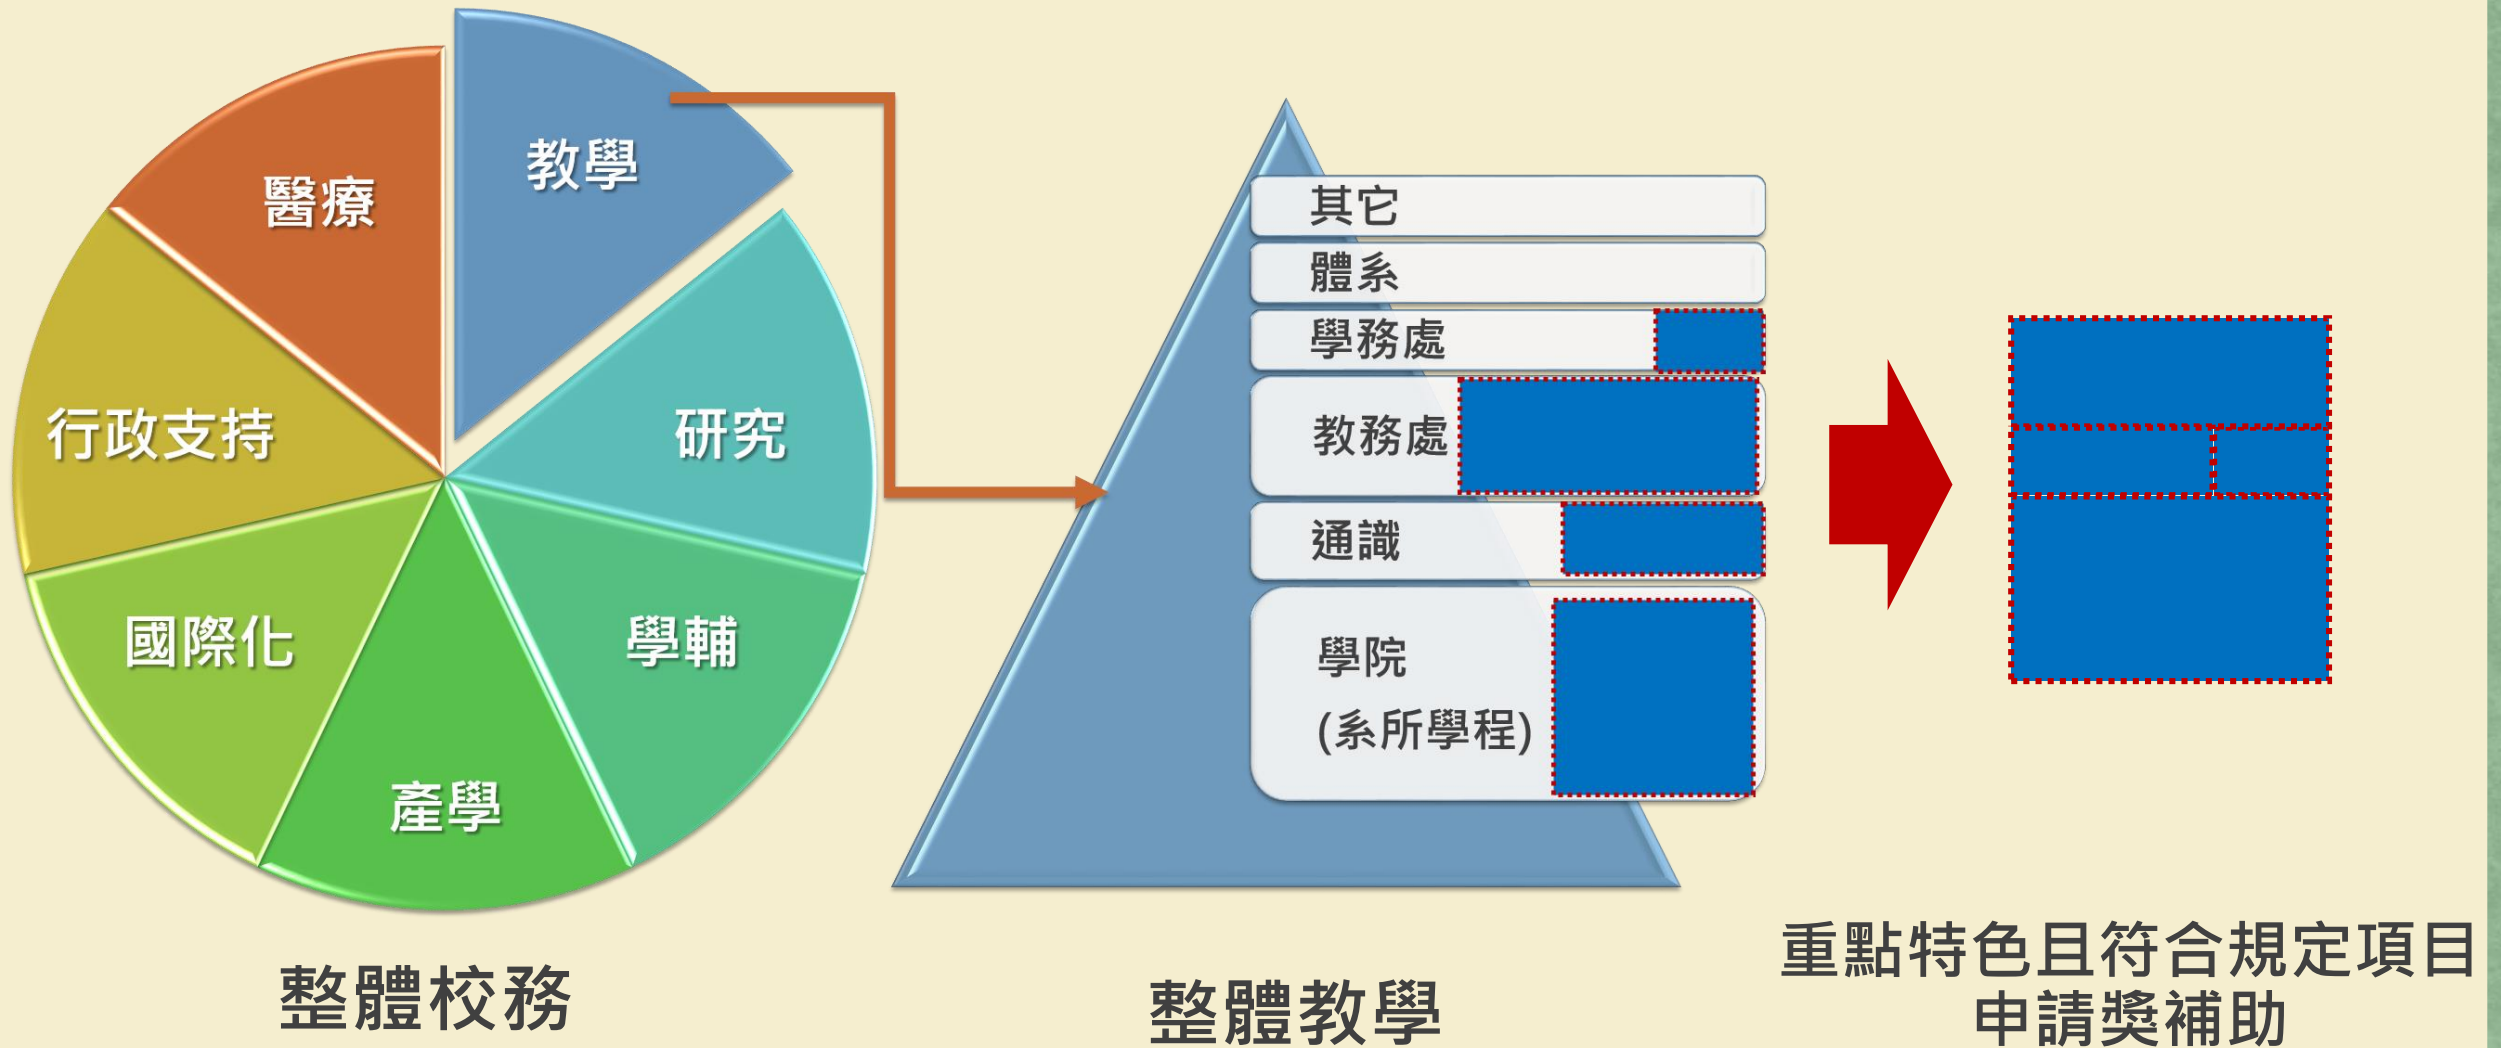 教學
醫療
研究
行政支持
學輔
國際化
產學
整體校務
其它
體系
學務處
教務處
通識
學院
(系所學程)
整體教學
重點特色且符合規定項目
申請獎補助